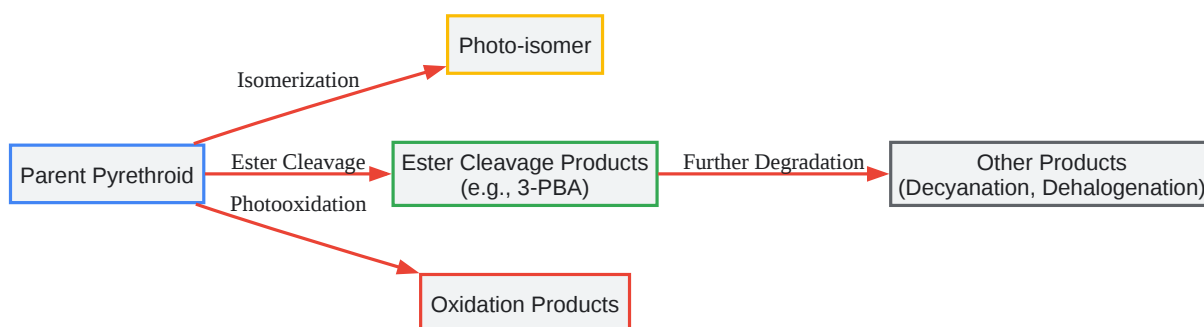 Photo-isomer
Isomerization
Parent Pyrethroid
Ester Cleavage
Ester Cleavage Products
(e.g., 3-PBA)
Further Degradation
Other Products
(Decyanation, Dehalogenation)
Photooxidation
Oxidation Products